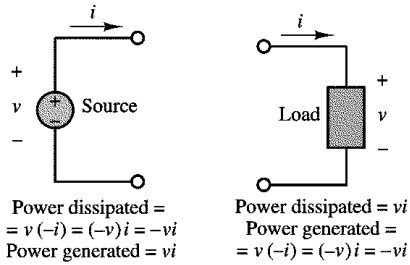 i
+
v
−
+
−
Source
Power dissipated =
= v (−i) = (−v) i = −vi
Power generated = vi
i
Load
+
v
−
Power dissipated = vi
Power generated =
= v (−i) = (−v) i = −vi